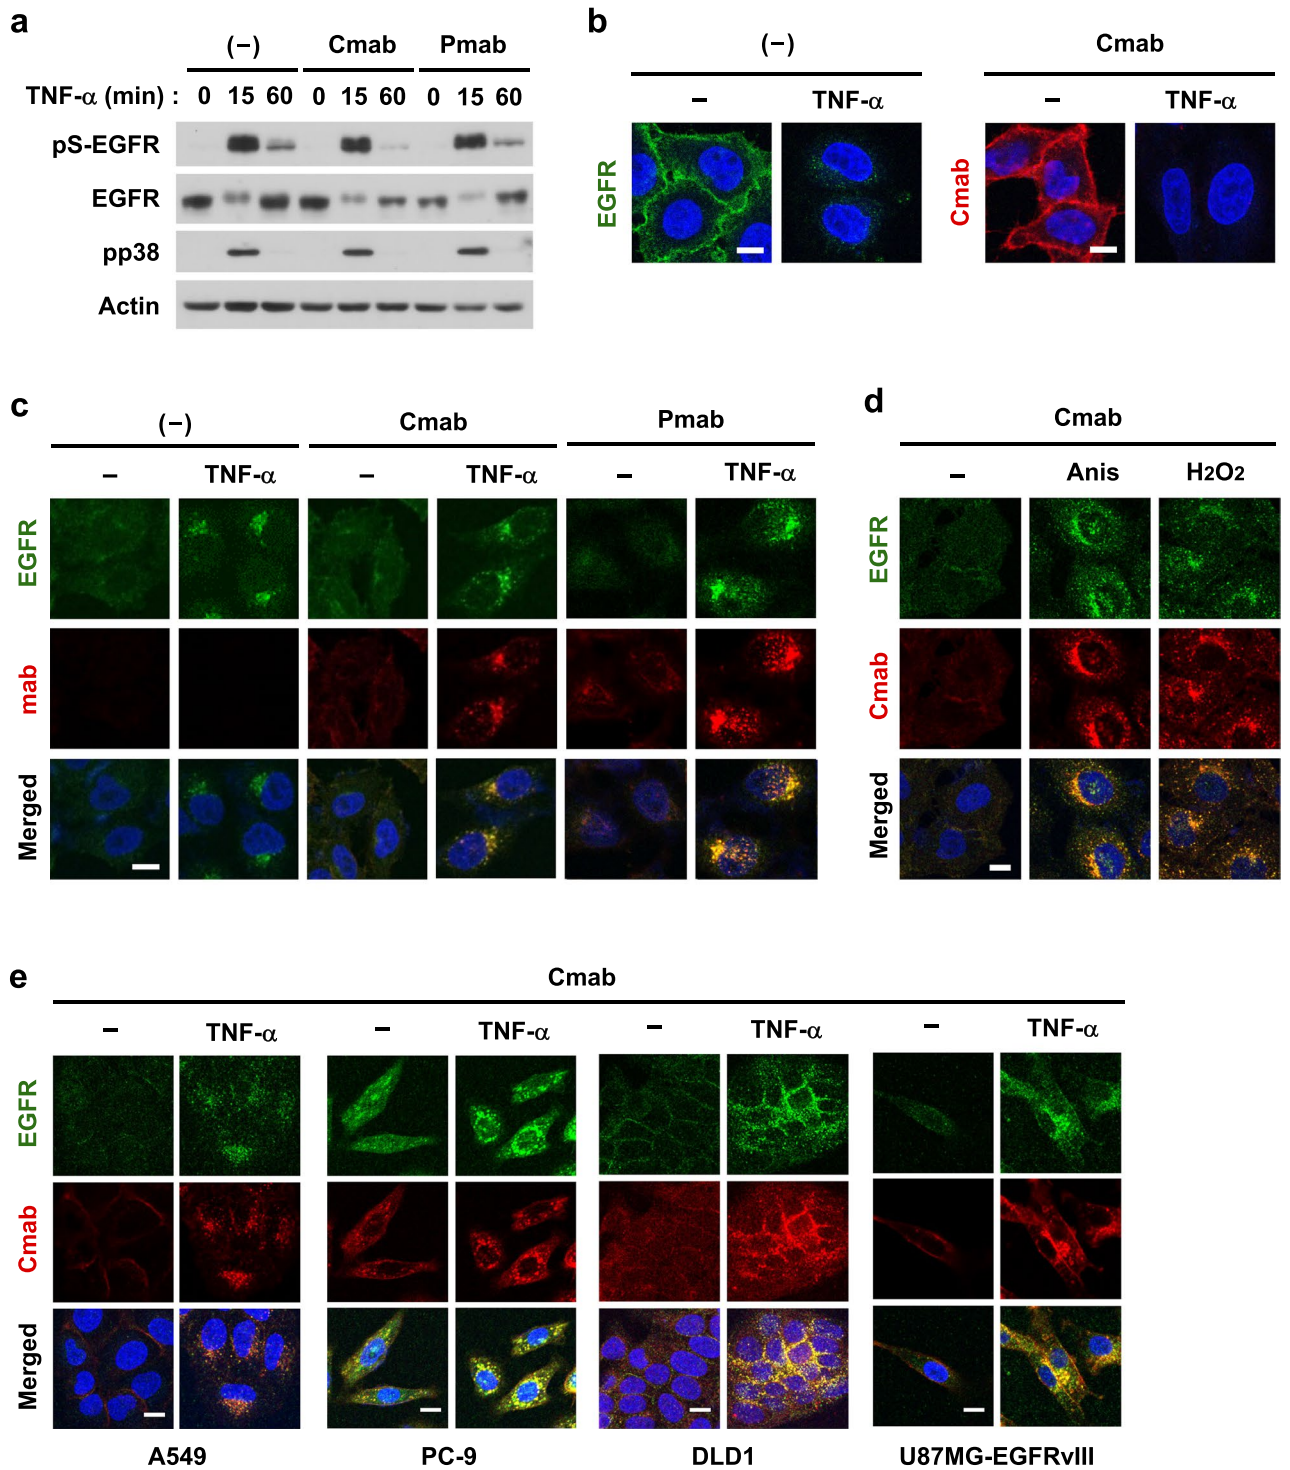 a
(−) Cmab Pmab
TNF-α (min) : 0 15 60 0 15 60 0 15 60
pS-EGFR
EGFR
pp38
Actin
b
(−) Cmab
− TNF-α − TNF-α
EGFR
Cmab
c
(−) Cmab Pmab
− TNF-α − TNF-α − TNF-α
EGFR
mab
Merged
d
Cmab
− Anis H2O2
EGFR
Cmab
Merged
e
Cmab
− TNF-α − TNF-α − TNF-α − TNF-α
EGFR
Cmab
Merged
A549 PC-9 DLD1 U87MG-EGFRvIII